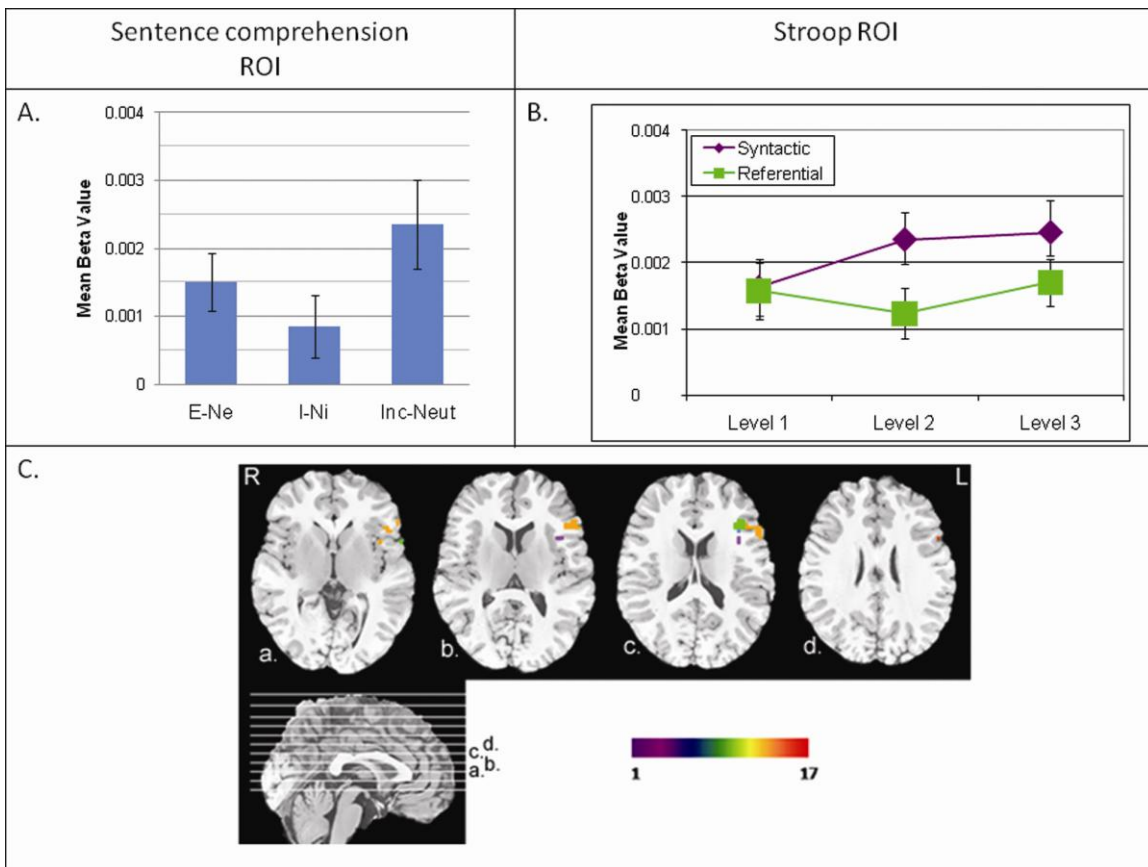 Sentence comprehension
ROI
Stroop ROI
A.
Mean Beta Value
0.004
0.003
0.002
0.001
0
E-Ne
I-Ni
Inc-Neut
B.
Mean Beta Value
0.004
0.003
0.002
0.001
0
Syntactic
Referential
Level 1
Level 2
Level 3
C.
R
L
a.
b.
c.
d.
c. d.
a. b.
1
17